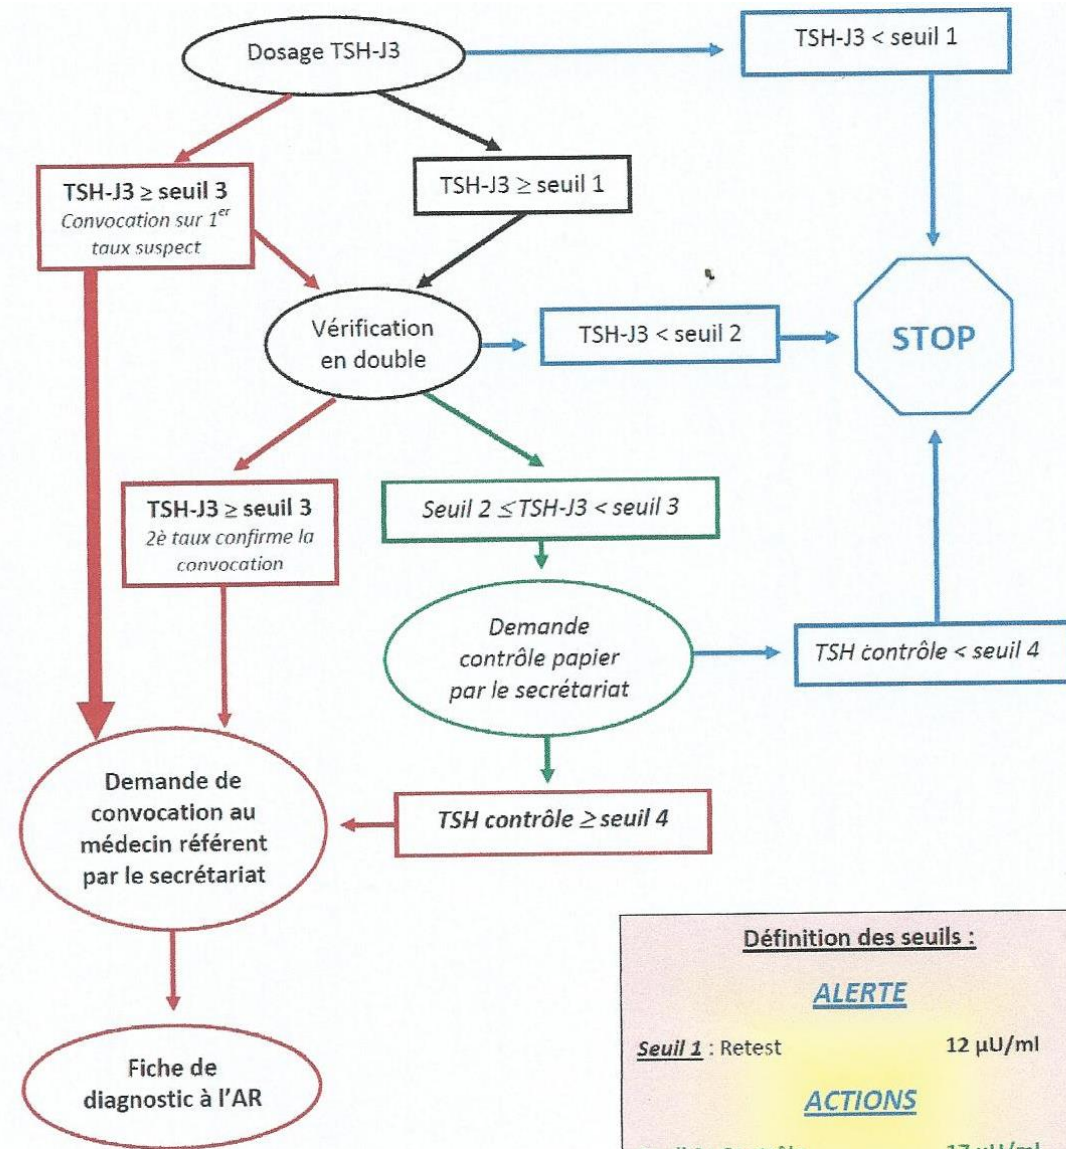 Dosage TSH-J3
TSH-J3 < seuil 1
TSH-J3 ≥ seuil 3
Convocation sur 1er
taux suspect
TSH-J3 ≥ seuil 1
Vérification
en double
TSH-J3 < seuil 2
STOP
TSH-J3 ≥ seuil 3
2è taux confirme la
convocation
Seuil 2 ≤ TSH-J3 < seuil 3
Demande
contrôle papier
par le secrétariat
TSH contrôle < seuil 4
Demande de
convocation au
médecin référent
par le secrétariat
TSH contrôle ≥ seuil 4
Fiche de
diagnostic à l'AR
Définition des seuils :
ALERTE
Seuil 1 : Retest 12 µU/ml
ACTIONS
17 µU/ml